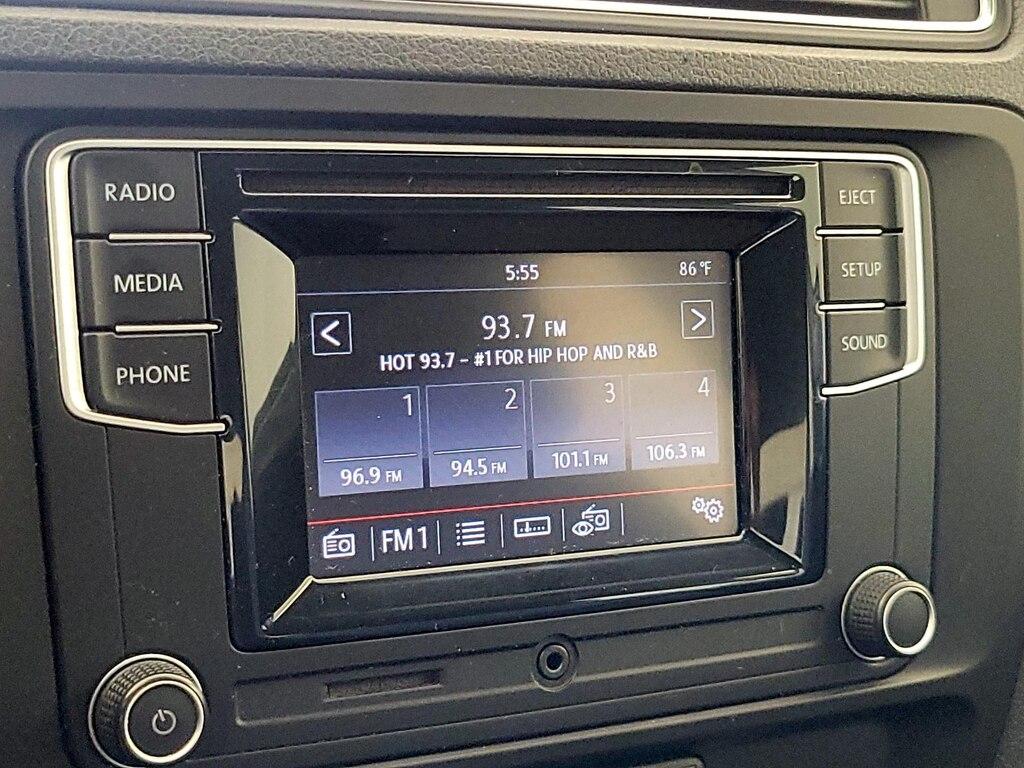 RADIO
MEDIA
PHONE
EJECT
SETUP
SOUND
5:55
86 °F
<
93.7 FM
>
HOT 93.7 - #1 FOR HIP HOP AND R&B
1
96.9 FM
2
94.5 FM
3
101.1 FM
4
106.3 FM
FM1